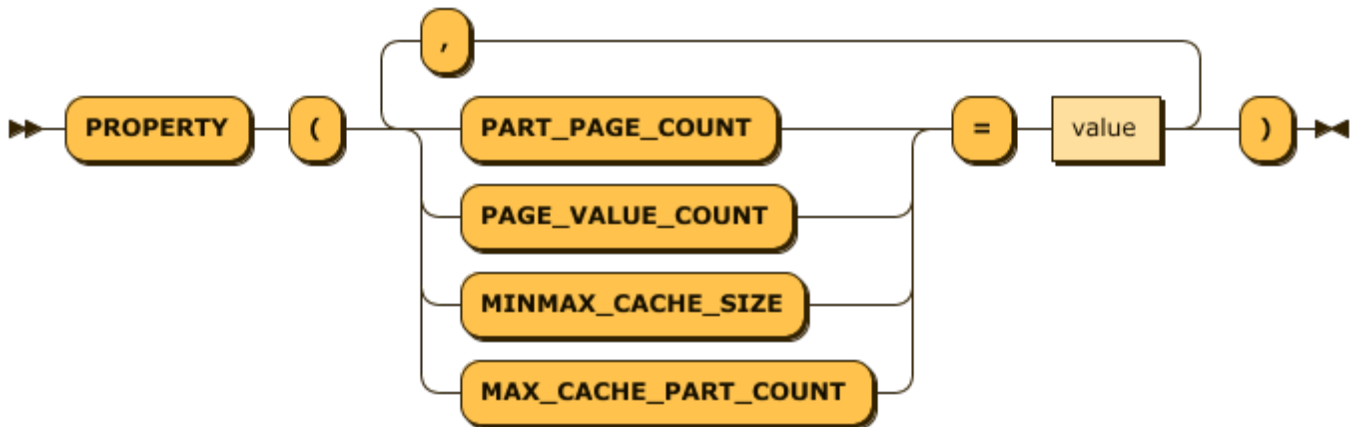 ,
PROPERTY ( PART_PAGE_COUNT = value )
PAGE_VALUE_COUNT
MINMAX_CACHE_SIZE
MAX_CACHE_PART_COUNT